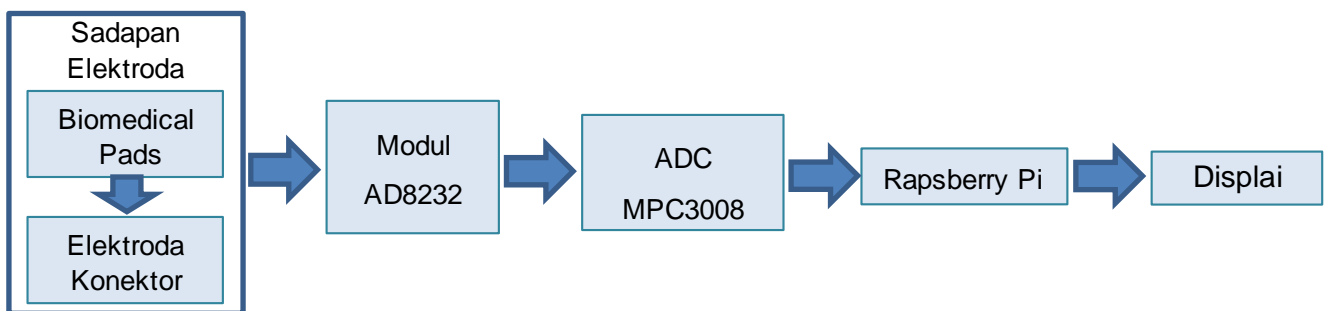 Sadapan
Elektroda
Biomedical
Pads
Elektroda
Konektor
Modul
AD8232
ADC
MPC3008
Rapsberry Pi
Displai